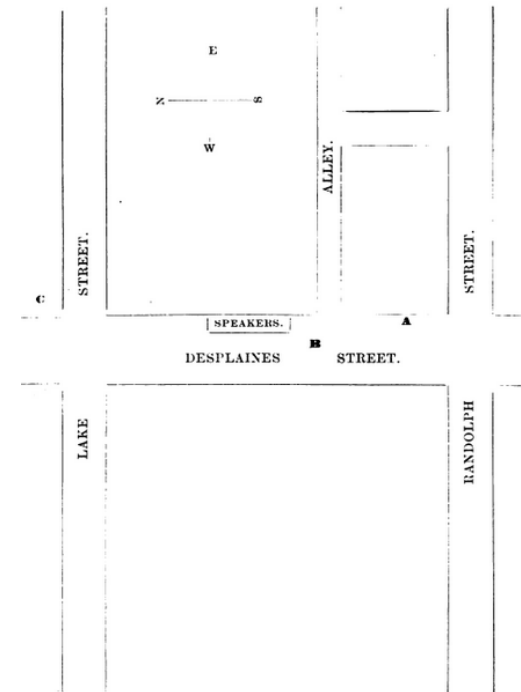 E
N S
W
ALLEY.
STREET.
STREET.
C
A
SPEAKERS.
B
DESPLAINES STREET.
LAKE
RANDOLPH